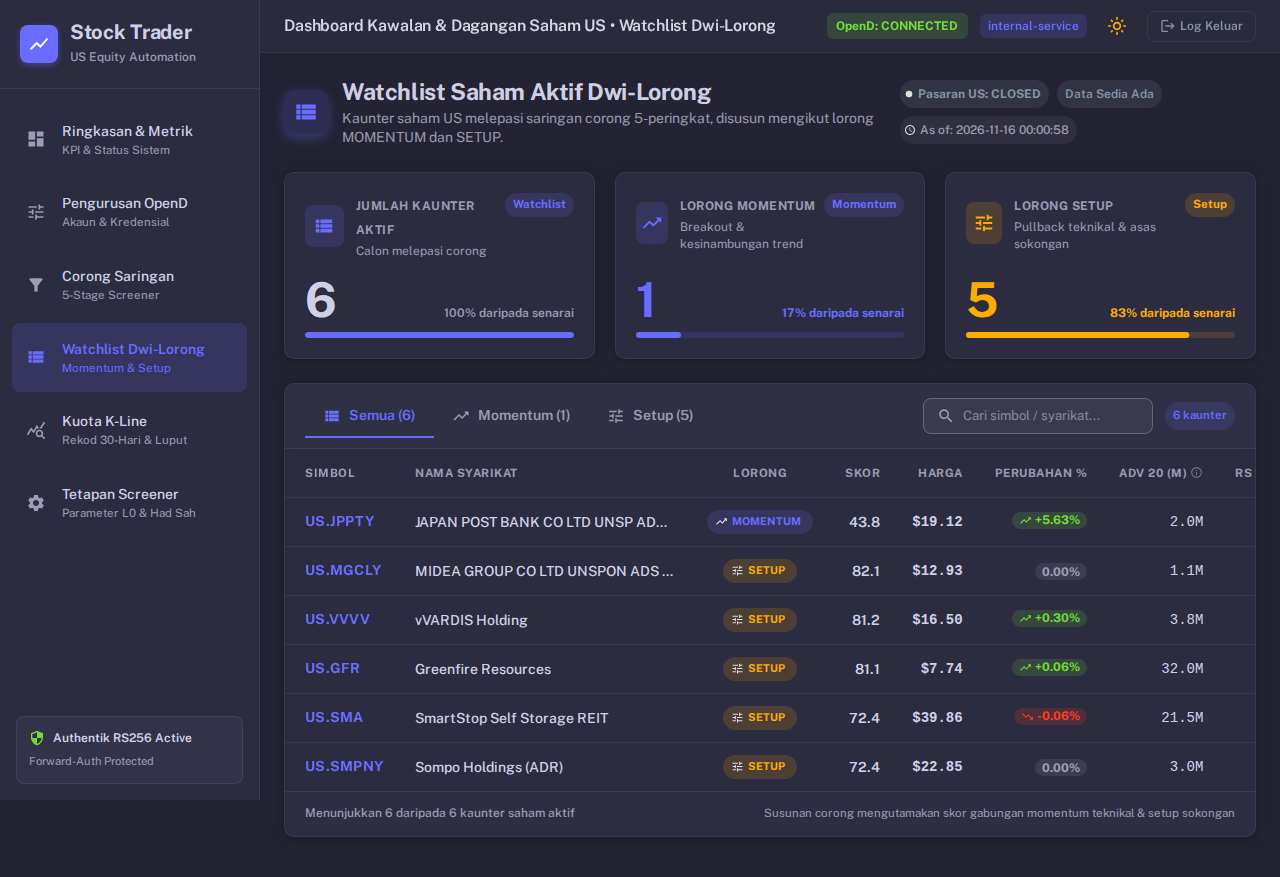 Stock Trader
US Equity Automation
Ringkasan & Metrik
KPI & Status Sistem
Pengurusan OpenD
Akaun & Kredensial
Corong Saringan
5-Stage Screener
Watchlist Dwi-Lorong
Momentum & Setup
Kuota K-Line
Rekod 30-Hari & Luput
Tetapan Screener
Parameter L0 & Had Sah
Authentik RS256 Active
Forward-Auth Protected
Dashboard Kawalan & Dagangan Saham US • Watchlist Dwi-Lorong
OpenD: CONNECTED
internal-service
Log Keluar
Watchlist Saham Aktif Dwi-Lorong
Kaunter saham US melepasi saringan corong 5-peringkat, disusun mengikut lorong
MOMENTUM dan SETUP.
Pasaran US: CLOSED
Data Sedia Ada
As of: 2026-11-16 00:00:58
JUMLAH KAUNTER
AKTIF
Watchlist
Calon melepasi corong
6
100% daripada senarai
LORONG MOMENTUM
Momentum
Breakout &
kesinambungan trend
1
17% daripada senarai
LORONG SETUP
Setup
Pullback teknikal & asas
sokongan
5
83% daripada senarai
Semua (6)
Momentum (1)
Setup (5)
Cari simbol / syarikat...
6 kaunter
SIMBOL NAMA SYARIKAT LORONG SKOR HARGA PERUBAHAN % ADV 20 (M) RS
US.JPPTY JAPAN POST BANK CO LTD UNSP AD... MOMENTUM 43.8 $19.12 +5.63% 2.0M
US.MGCLY MIDEA GROUP CO LTD UNSPON ADS ... SETUP 82.1 $12.93 0.00% 1.1M
US.VVVV vVARDIS Holding SETUP 81.2 $16.50 +0.30% 3.8M
US.GFR Greenfire Resources SETUP 81.1 $7.74 +0.06% 32.0M
US.SMA SmartStop Self Storage REIT SETUP 72.4 $39.86 -0.06% 21.5M
US.SMPNY Sompo Holdings (ADR) SETUP 72.4 $22.85 0.00% 3.0M
Menunjukkan 6 daripada 6 kaunter saham aktif
Susunan corong mengutamakan skor gabungan momentum teknikal & setup sokongan